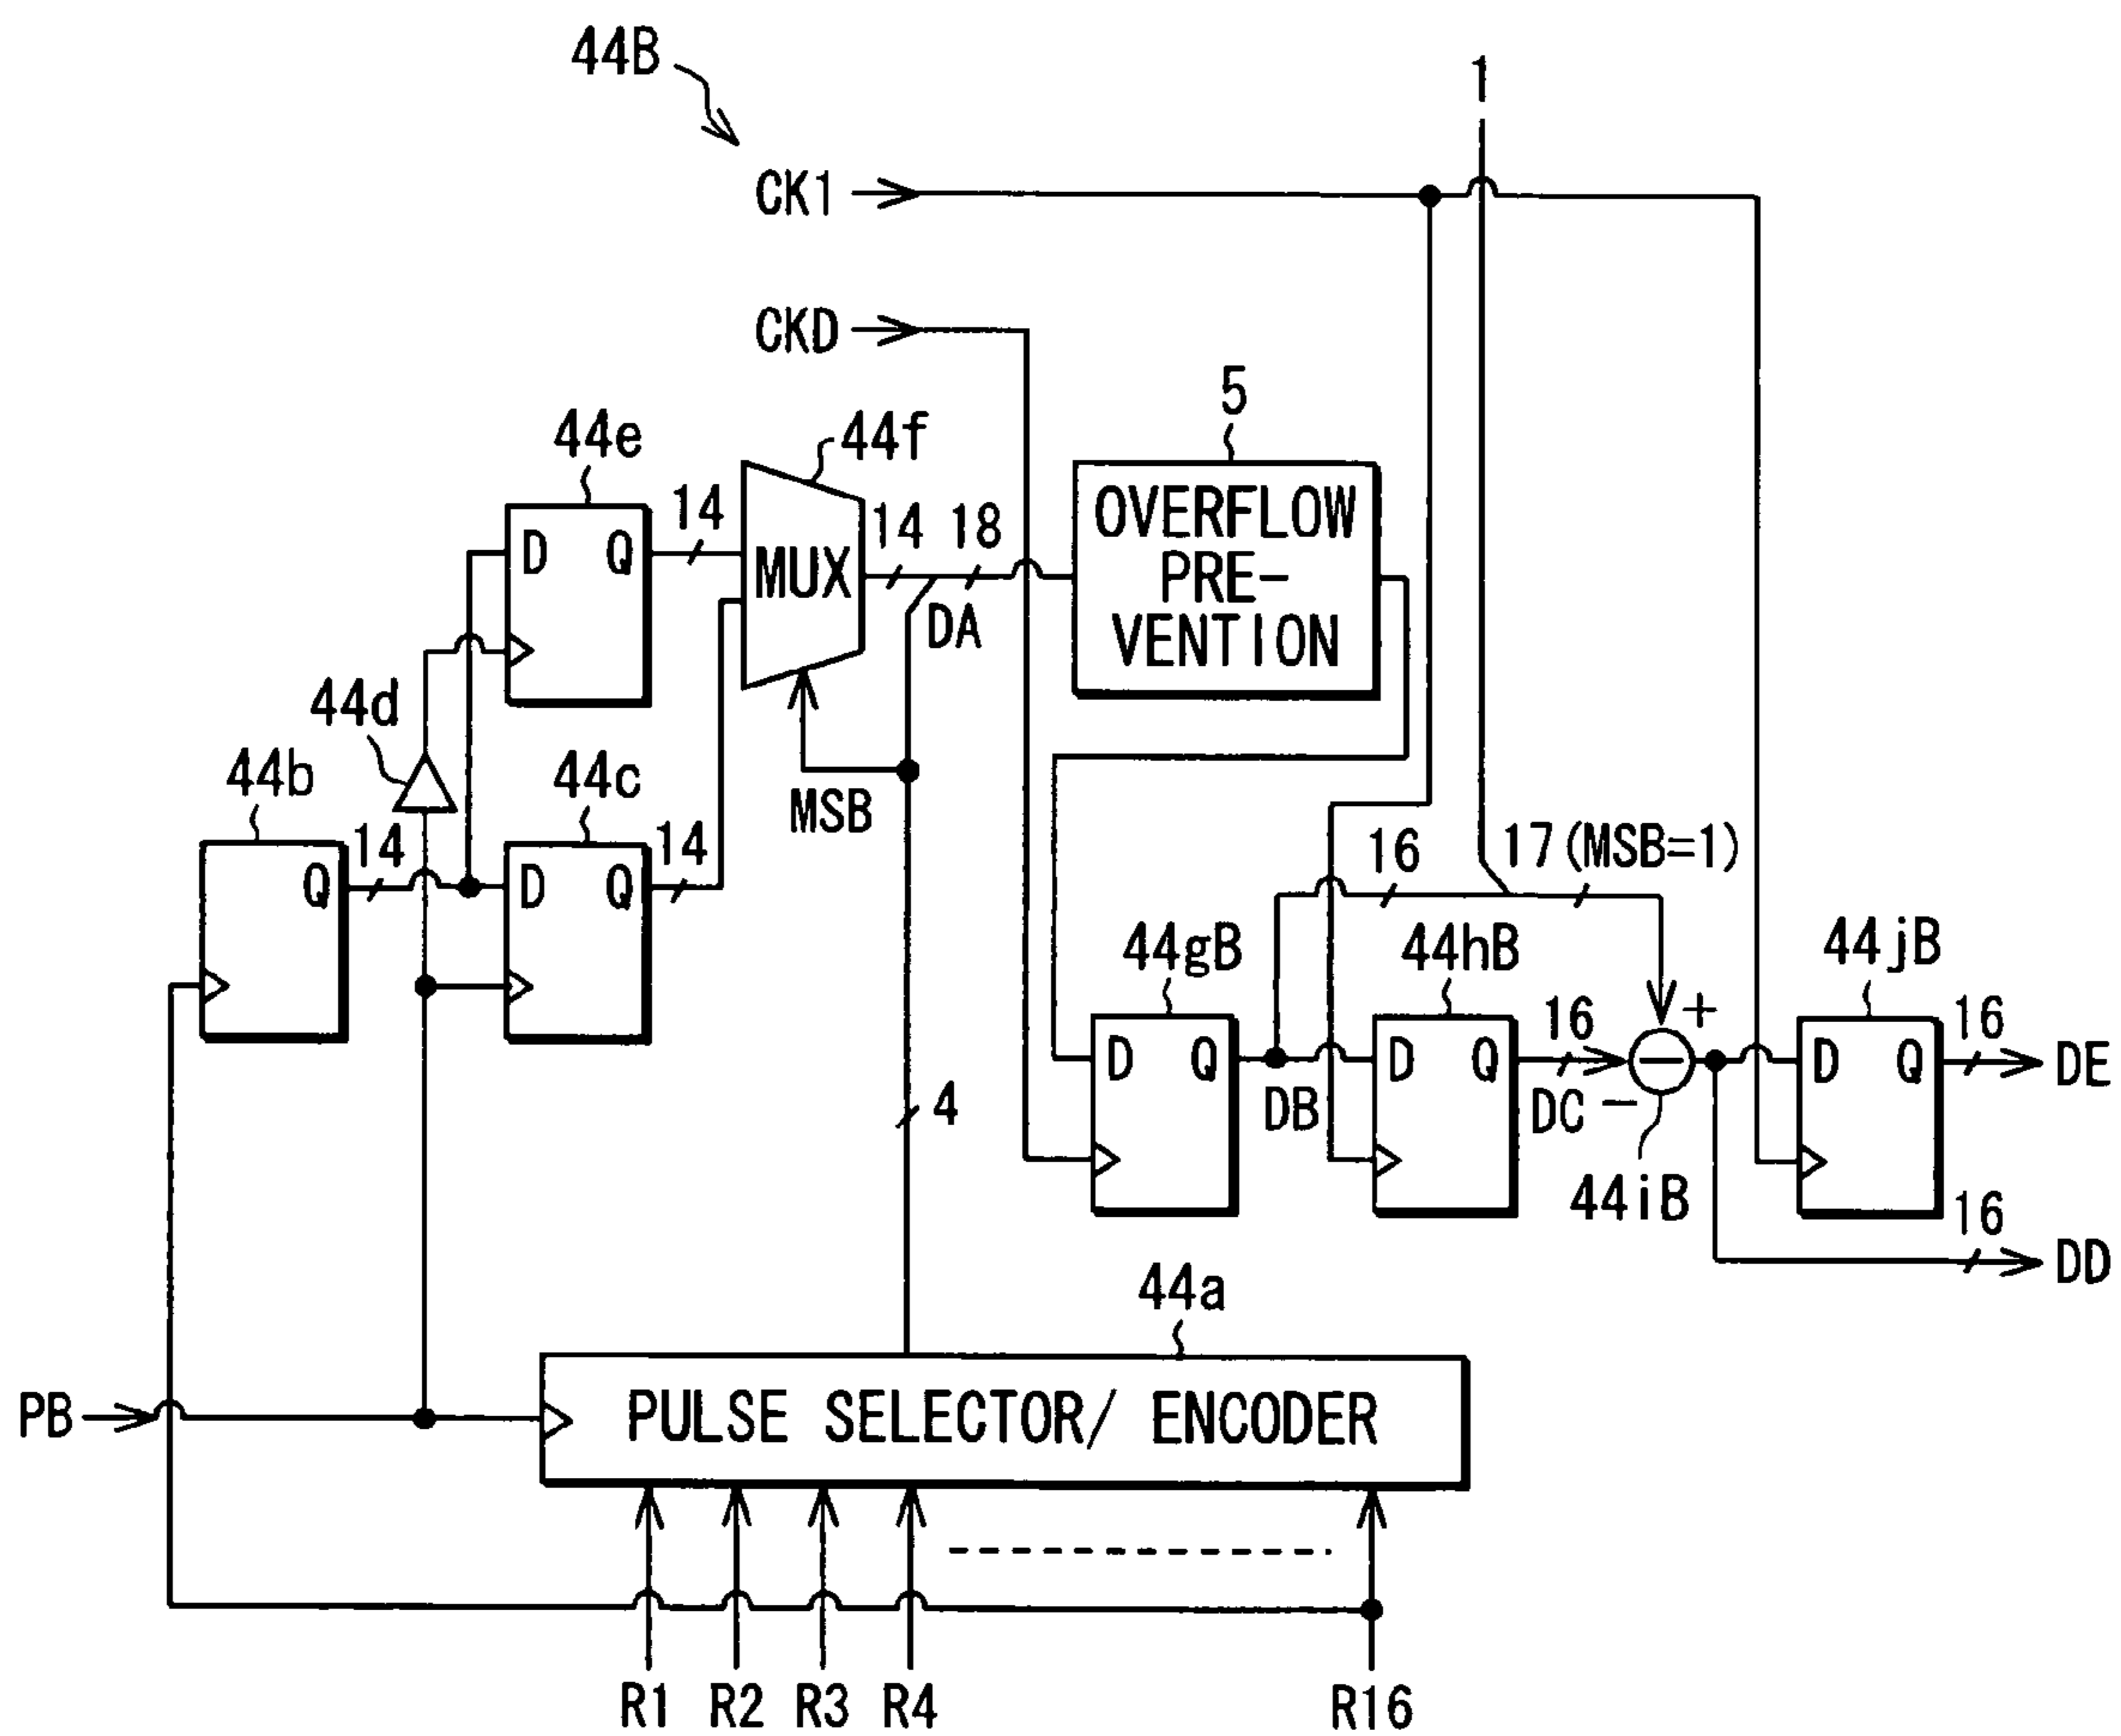 44B
1
CK1
CKD
5
44e
44f
14
14
18
OVERFLOW
PRE-
VENTION
D Q
MUX
DA
44d
44b
44c
MSB
14
14
16
17(MSB=1)
Q
D Q
44gB
44hB
44jB
16
+
16
D Q
D Q
D Q
DE
4
DB
DC
−
44iB
16
DD
44a
PB
PULSE SELECTOR/ ENCODER
R1 R2 R3 R4 R16